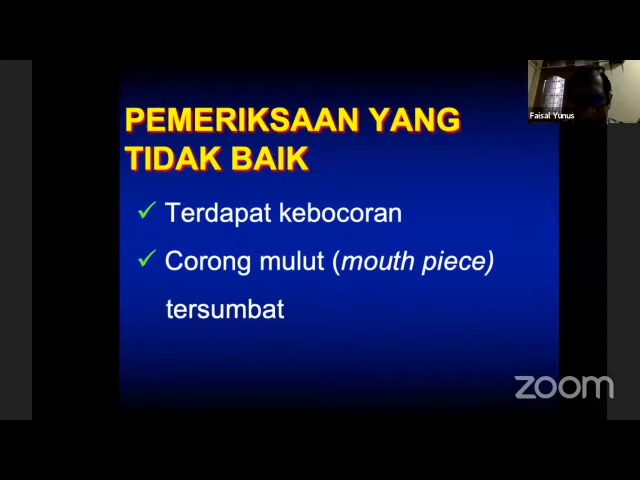 PEMERIKSAAN YANG
TIDAK BAIK
✓ Terdapat kebocoran
✓ Corong mulut (mouth piece)
tersumbat
Faisal Yunus
zoom